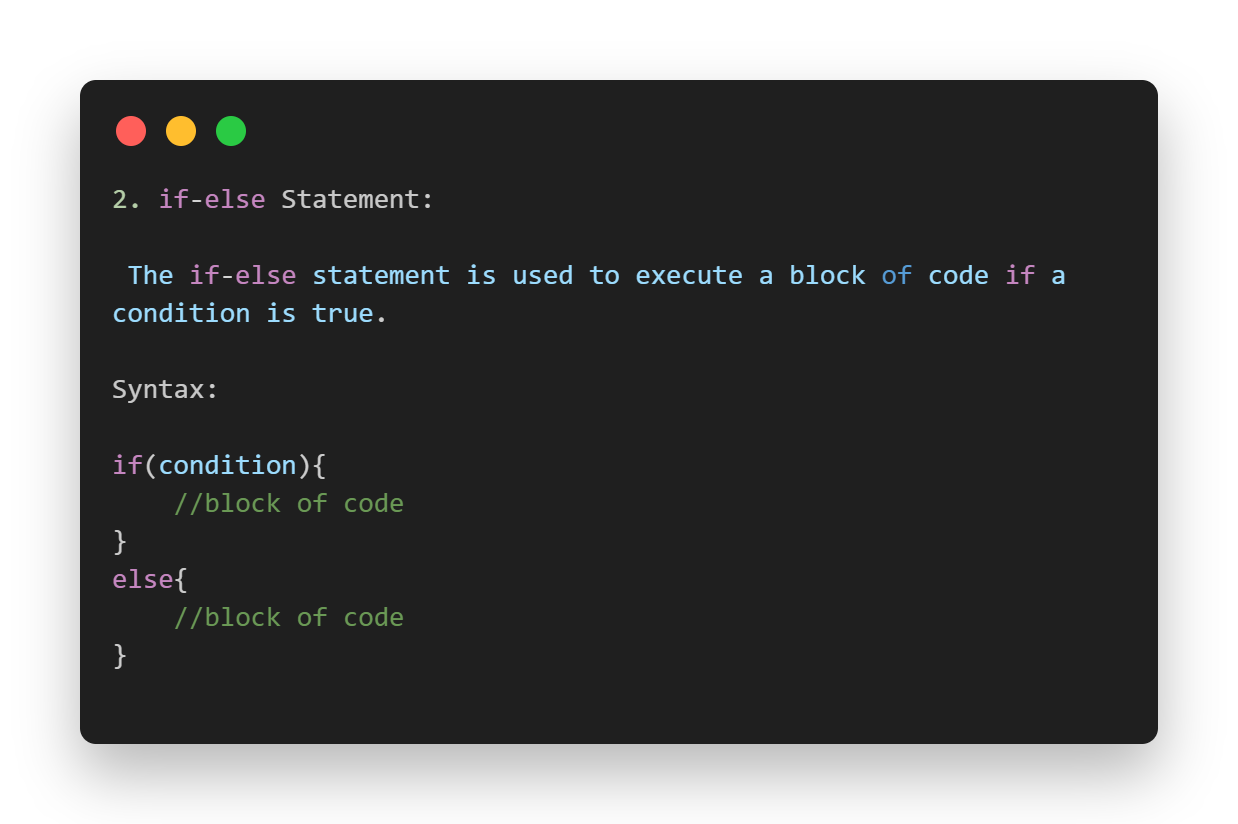 2. if-else Statement:
The if-else statement is used to execute a block of code if a
condition is true.
Syntax:
if(condition){
    //block of code
}
else{
    //block of code
}